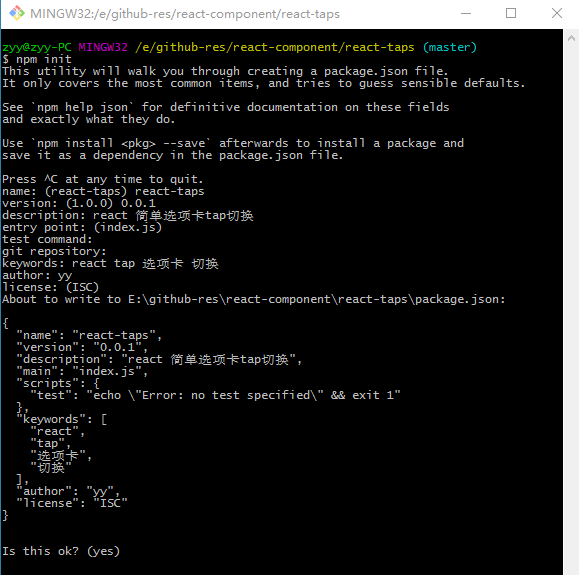 MINGW32:/e/github-res/react-component/react-taps
zyy@zyy-PC MINGW32 /e/github-res/react-component/react-taps (master)
$ npm init
This utility will walk you through creating a package.json file.
It only covers the most common items, and tries to guess sensible defaults.
See `npm help json` for definitive documentation on these fields
and exactly what they do.
Use `npm install <pkg> --save` afterwards to install a package and
save it as a dependency in the package.json file.
Press ^C at any time to quit.
name: (react-taps) react-taps
version: (1.0.0) 0.0.1
description: react 简单选项卡tap切换
entry point: (index.js)
test command:
git repository:
keywords: react tap 选项卡 切换
author: yy
license: (ISC)
About to write to E:\github-res\react-component\react-taps\package.json:
{
  "name": "react-taps",
  "version": "0.0.1",
  "description": "react 简单选项卡tap切换",
  "main": "index.js",
  "scripts": {
    "test": "echo \"Error: no test specified\" && exit 1"
  },
  "keywords": [
    "react",
    "tap",
    "选项卡",
    "切换"
  ],
  "author": "yy",
  "license": "ISC"
}
Is this ok? (yes)